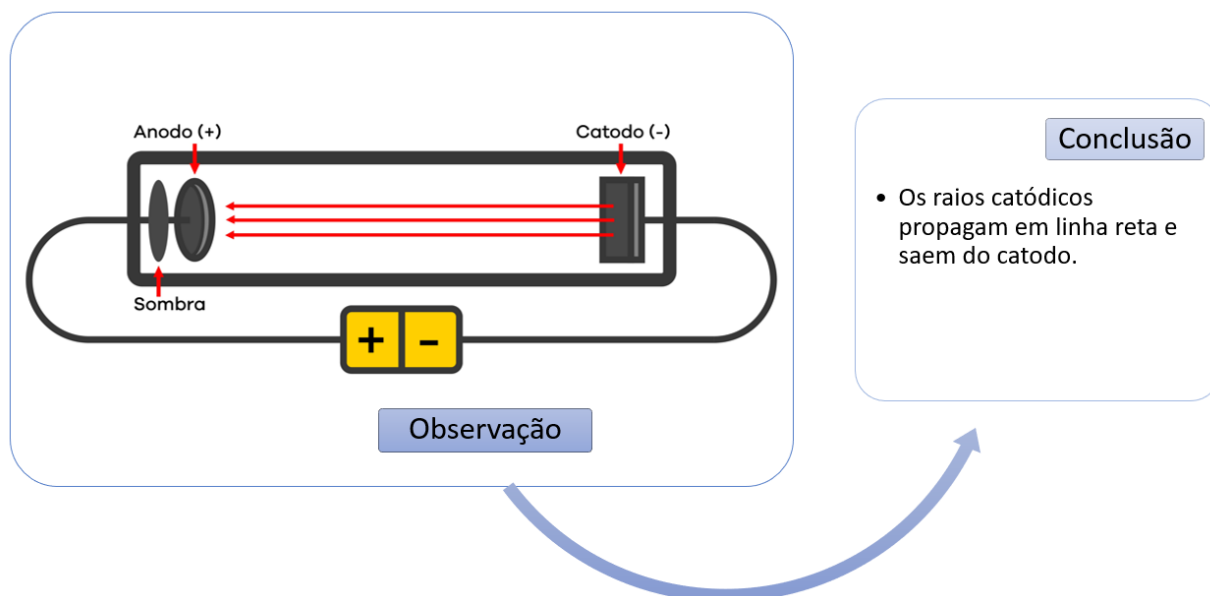 Anodo (+)
Catodo (-)
Sombra
+ -
Observação
Conclusão
• Os raios catódicos
propagam em linha reta e
saem do catodo.